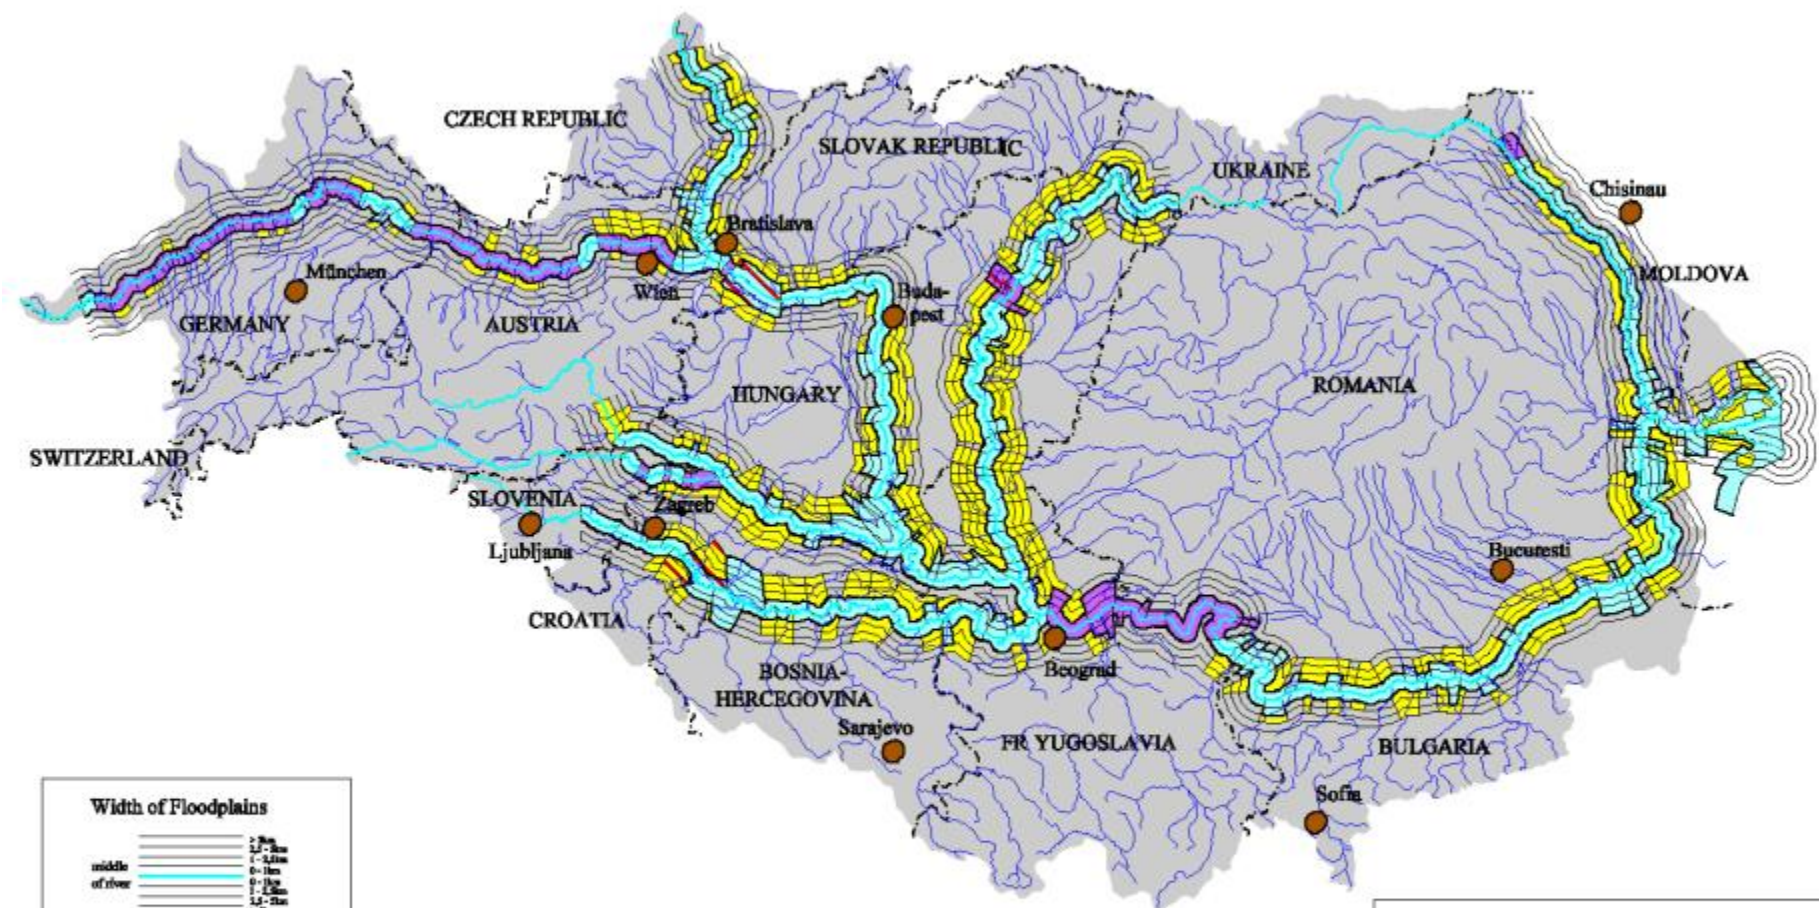 CZECH REPUBLIC
SLOVAK REPUBLIC
UKRAINE
Chisinau
Bratislava
München
Wien
MOLDOVA
GERMANY
AUSTRIA
Buda-
pest
HUNGARY
ROMANIA
SWITZERLAND
SLOVENIA
Zagreb
Ljubljana
Bucuresti
CROATIA
Beograd
BOSNIA-
HERCEGOVINA
Sarajevo
FR YUGOSLAVIA
BULGARIA
Sofia
Width of Floodplains
middle
of river